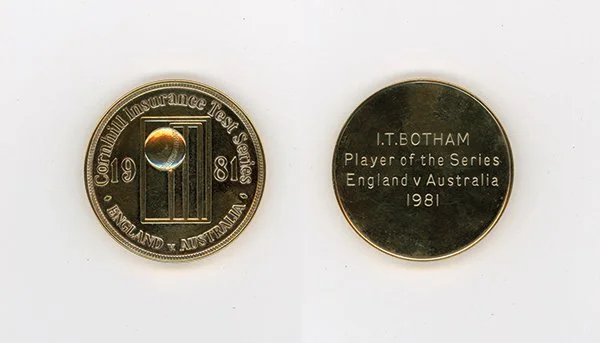 Cornhill Insurance Test Series
19 81
ENGLAND v AUSTRALIA
I.T.BOTHAM
Player of the Series
England v Australia
1981